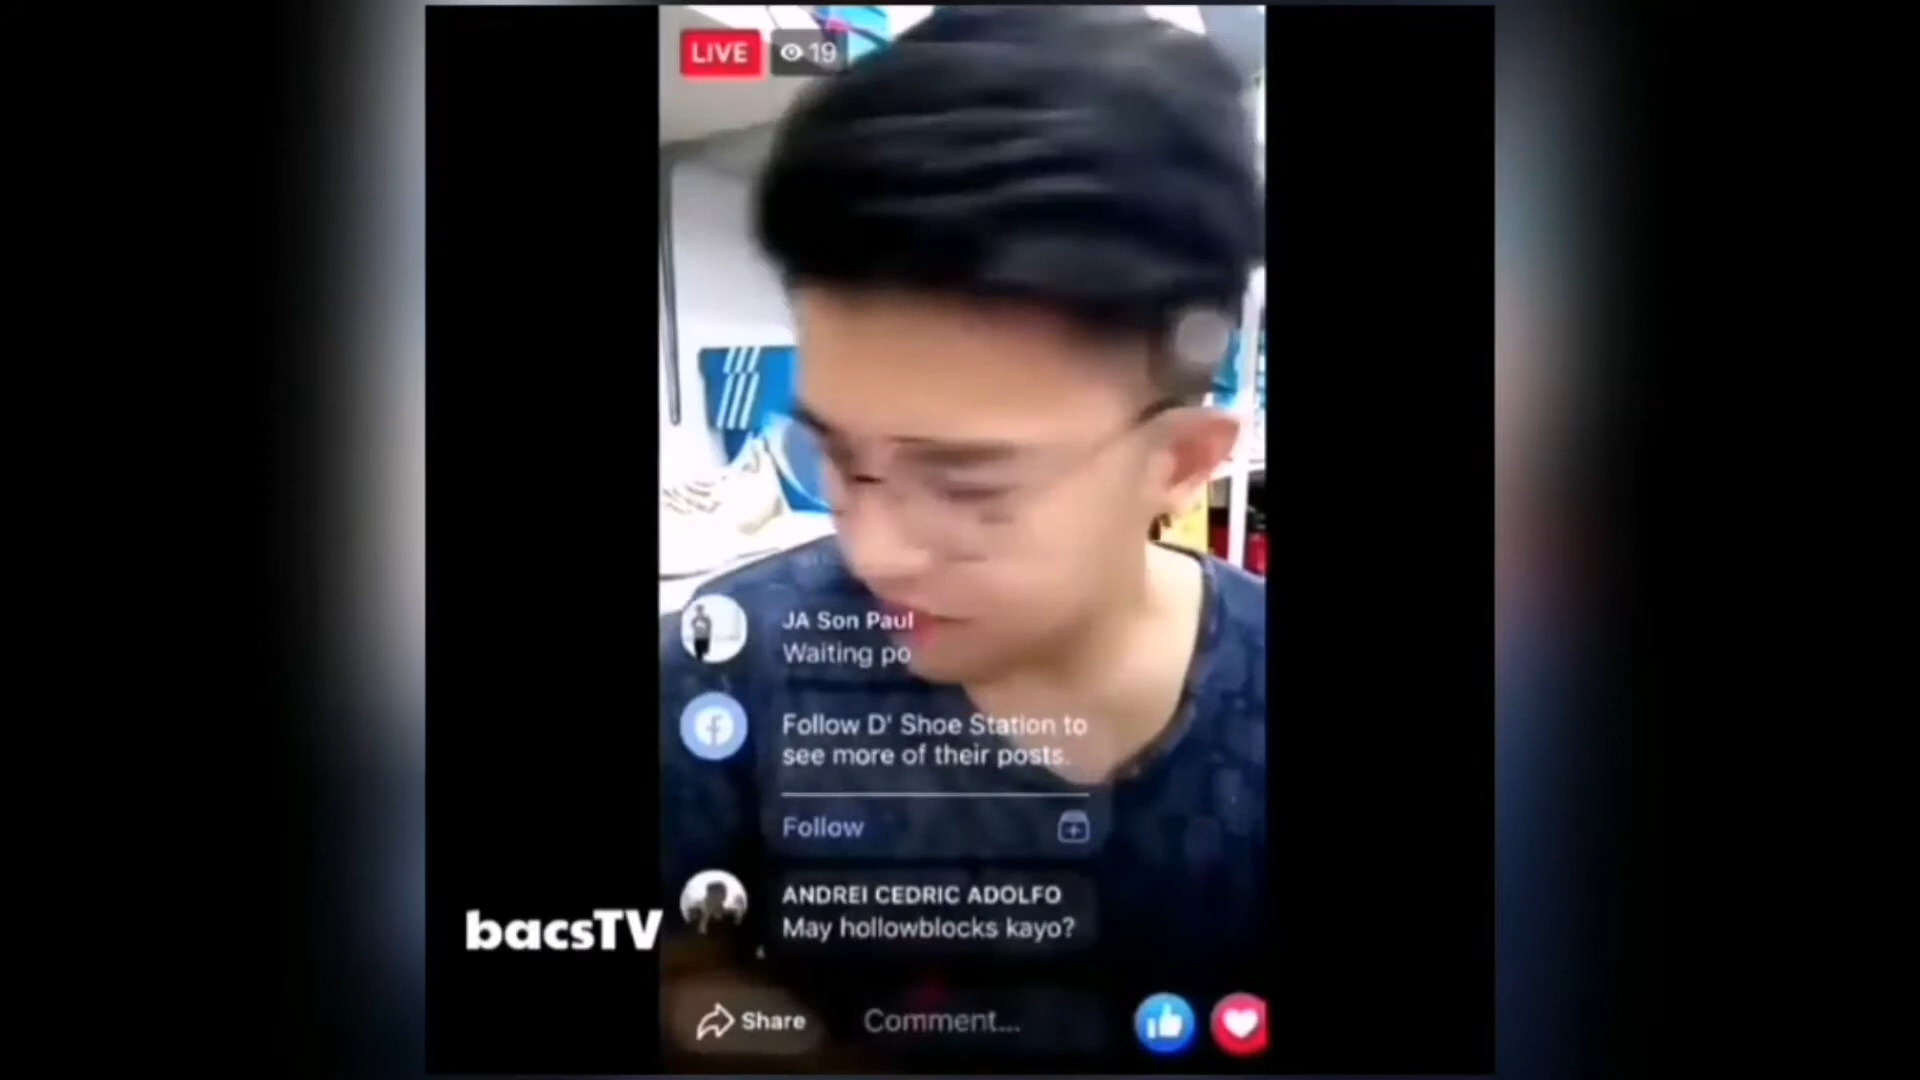 LIVE 19
JA Son Paul
Waiting po
Follow D' Shoe Station to
see more of their posts.
Follow
ANDREI CEDRIC ADOLFO
May hollowblocks kayo?
bacsTV
Share Comment...